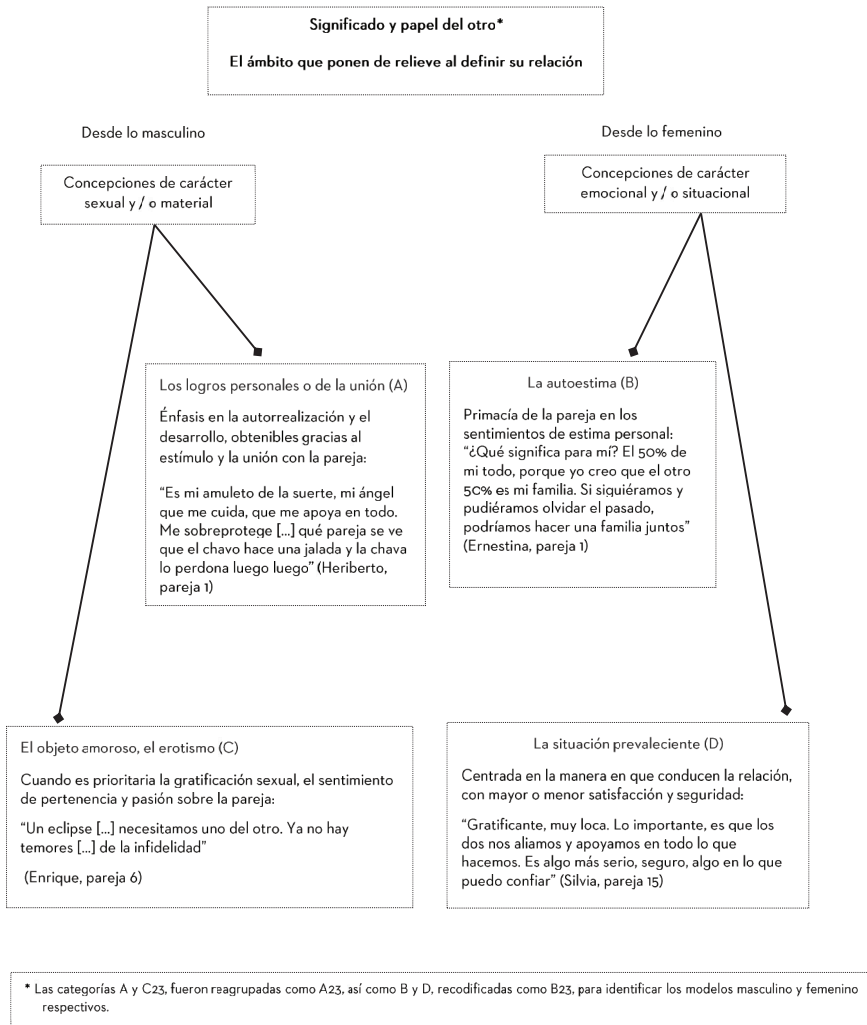 Significado y papel del otro*
El ámbito que ponen de relieve al definir su relación
Desde lo masculino
Desde lo femenino
Concepciones de carácter
sexual y / o material
Concepciones de carácter
emocional y / o situacional
Los logros personales o de la unión (A)
Énfasis en la autorrealización y el
desarrollo, obtenibles gracias al
estímulo y la unión con la pareja:
“Es mi amuleto de la suerte, mi ángel
que me cuida, que me apoya en todo.
Me sobreprotege [...] qué pareja se ve
que el chavo hace una jalada y la chava
lo perdona luego luego” (Heriberto,
pareja 1)
La autoestima (B)
Primacía de la pareja en los
sentimientos de estima personal:
“¿Qué significa para mí? El 50% de
mi todo, porque yo creo que el otro
50% es mi familia. Si siguiéramos y
pudiéramos olvidar el pasado,
podríamos hacer una familia juntos”
(Ernestina, pareja 1)
El objeto amoroso, el erotismo (C)
Cuando es prioritaria la gratificación sexual, el sentimiento
de pertenencia y pasión sobre la pareja:
“Un eclipse [...] necesitamos uno del otro. Ya no hay
temores [...] de la infidelidad”
(Enrique, pareja 6)
La situación prevaleciente (D)
Centrada en la manera en que conducen la relación,
con mayor o menor satisfacción y seguridad:
“Gratificante, muy loca. Lo importante, es que los
dos nos aliamos y apoyamos en todo lo que
hacemos. Es algo más serio, seguro, algo en lo que
puedo confiar” (Silvia, pareja 15)
* Las categorías A y C23, fueron reagrupadas como A23, así como B y D, recodificadas como B23, para identificar los modelos masculino y femenino
respectivos.